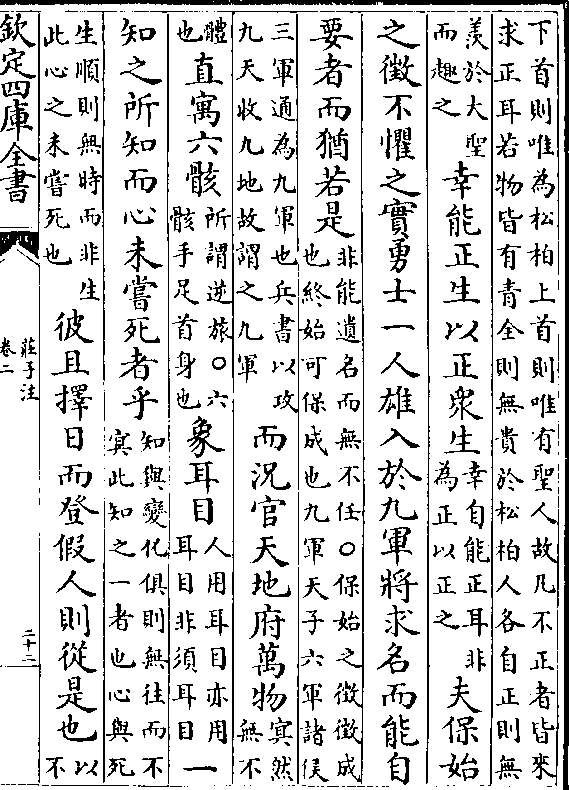 下首則唯為松柏上首則唯有聖人故凡不正者皆來
求正耳若物皆有青全則無貴於松柏人各自正則無
羨於大聖
而趣之
幸能正生以正衆生
幸自能正耳非
為正以正之
夫保始
之徵不懼之實勇士一人雄入於九軍將求名而能自
要者而猶若是
非能遺名而無不任○保始之徵徵成
也終始可保成也九軍天子六軍諸侯
三軍通為九軍也兵書以攻
九天收九地故謂之九軍
而況官天地府萬物
冥然
無不
體
也
直寓六骸
所謂逆旅○六
骸手足首身也
象耳目
人用耳目亦用
耳目非須耳目
一
知之所知而心未嘗死者乎
知與變化俱則無往而不
冥此知之一者也心與死
生順則無時而非生
此心之未嘗死也
彼且擇日而登假人則從是也
以
不
欽定四庫全書
莊子注
卷二
二十二